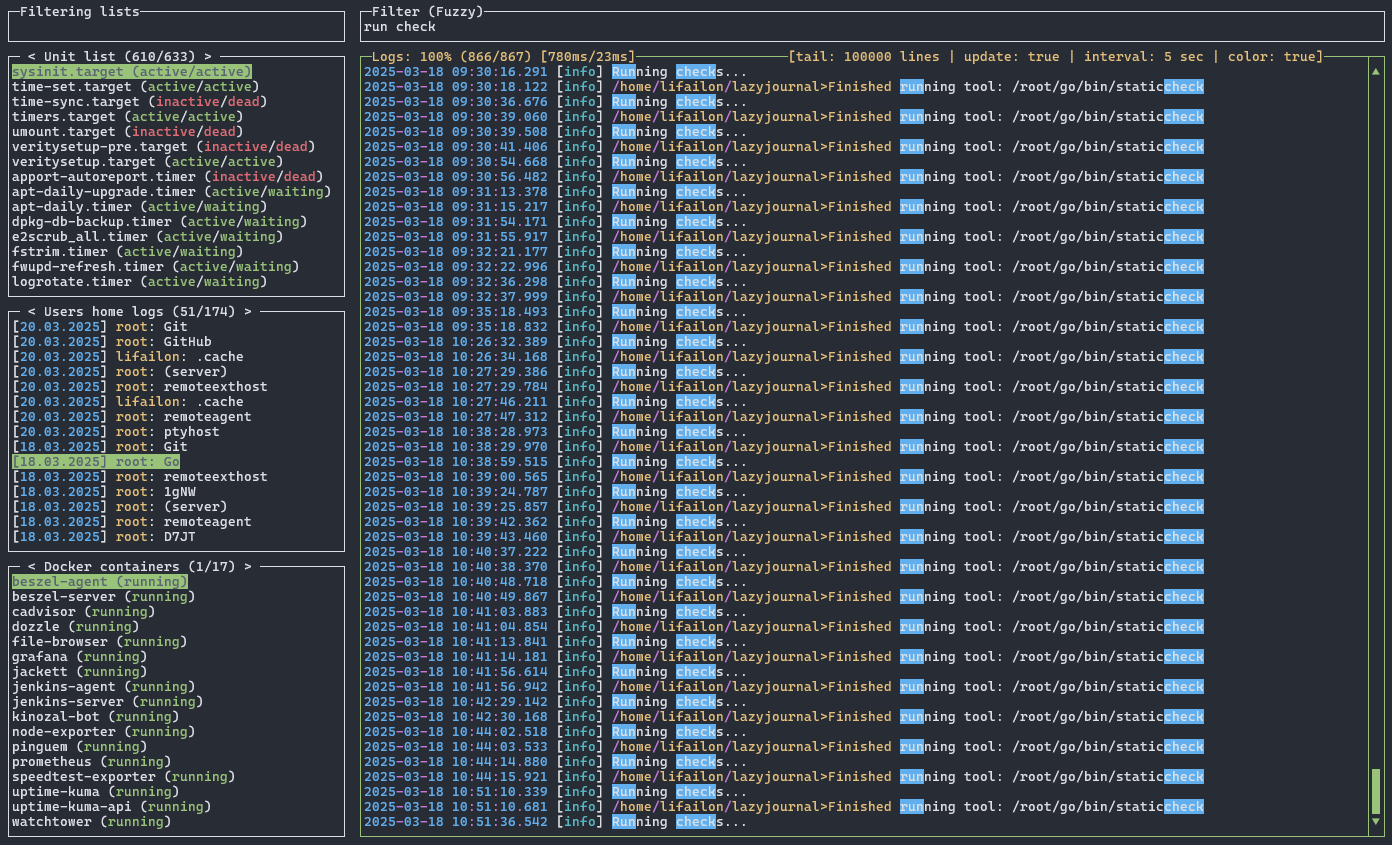 Filtering lists
< Unit list (610/633) >
sysinit.target (active/active)
time-set.target (active/active)
time-sync.target (inactive/dead)
timers.target (active/active)
umount.target (inactive/dead)
veritysetup-pre.target (inactive/dead)
veritysetup.target (active/active)
apport-autoreport.timer (inactive/dead)
apt-daily-upgrade.timer (active/waiting)
apt-daily.timer (active/waiting)
dpkg-db-backup.timer (active/waiting)
e2scrub_all.timer (active/waiting)
fstrim.timer (active/waiting)
fwupd-refresh.timer (active/waiting)
logrotate.timer (active/waiting)
< Users home logs (51/174) >
[20.03.2025] root: Git
[20.03.2025] root: GitHub
[20.03.2025] lifailon: .cache
[20.03.2025] root: (server)
[20.03.2025] root: remoteexthost
[20.03.2025] lifailon: .cache
[20.03.2025] root: remoteagent
[20.03.2025] root: ptyhost
[18.03.2025] root: Git
[18.03.2025] root: Go
[18.03.2025] root: remoteexthost
[18.03.2025] root: 1gNW
[18.03.2025] root: (server)
[18.03.2025] root: remoteagent
[18.03.2025] root: D7JT
< Docker containers (1/17) >
beszel-agent (running)
beszel-server (running)
cadvisor (running)
dozzle (running)
file-browser (running)
grafana (running)
jackett (running)
jenkins-agent (running)
jenkins-server (running)
kinozal-bot (running)
node-exporter (running)
pinguem (running)
prometheus (running)
speedtest-exporter (running)
uptime-kuma (running)
uptime-kuma-api (running)
watchtower (running)
Filter (Fuzzy)
run check
Logs: 100% (866/867) [780ms/23ms] [tail: 100000 lines | update: true | interval: 5 sec | color: true]
2025-03-18 09:30:16.291 [info] Running checks...
2025-03-18 09:30:18.122 [info] /home/lifailon/lazyjournal>Finished running tool: /root/go/bin/staticcheck
2025-03-18 09:30:36.676 [info] Running checks...
2025-03-18 09:30:39.060 [info] /home/lifailon/lazyjournal>Finished running tool: /root/go/bin/staticcheck
2025-03-18 09:30:39.508 [info] Running checks...
2025-03-18 09:30:41.406 [info] /home/lifailon/lazyjournal>Finished running tool: /root/go/bin/staticcheck
2025-03-18 09:30:54.668 [info] Running checks...
2025-03-18 09:30:56.482 [info] /home/lifailon/lazyjournal>Finished running tool: /root/go/bin/staticcheck
2025-03-18 09:31:13.378 [info] Running checks...
2025-03-18 09:31:15.217 [info] /home/lifailon/lazyjournal>Finished running tool: /root/go/bin/staticcheck
2025-03-18 09:31:54.171 [info] Running checks...
2025-03-18 09:31:55.917 [info] /home/lifailon/lazyjournal>Finished running tool: /root/go/bin/staticcheck
2025-03-18 09:32:21.177 [info] Running checks...
2025-03-18 09:32:22.996 [info] /home/lifailon/lazyjournal>Finished running tool: /root/go/bin/staticcheck
2025-03-18 09:32:36.298 [info] Running checks...
2025-03-18 09:32:37.999 [info] /home/lifailon/lazyjournal>Finished running tool: /root/go/bin/staticcheck
2025-03-18 09:35:18.493 [info] Running checks...
2025-03-18 09:35:18.832 [info] /home/lifailon/lazyjournal>Finished running tool: /root/go/bin/staticcheck
2025-03-18 10:26:32.389 [info] Running checks...
2025-03-18 10:26:34.168 [info] /home/lifailon/lazyjournal>Finished running tool: /root/go/bin/staticcheck
2025-03-18 10:27:29.386 [info] Running checks...
2025-03-18 10:27:29.784 [info] /home/lifailon/lazyjournal>Finished running tool: /root/go/bin/staticcheck
2025-03-18 10:27:46.211 [info] Running checks...
2025-03-18 10:27:47.312 [info] /home/lifailon/lazyjournal>Finished running tool: /root/go/bin/staticcheck
2025-03-18 10:38:28.973 [info] Running checks...
2025-03-18 10:38:29.970 [info] /home/lifailon/lazyjournal>Finished running tool: /root/go/bin/staticcheck
2025-03-18 10:38:59.515 [info] Running checks...
2025-03-18 10:39:00.565 [info] /home/lifailon/lazyjournal>Finished running tool: /root/go/bin/staticcheck
2025-03-18 10:39:24.787 [info] Running checks...
2025-03-18 10:39:25.857 [info] /home/lifailon/lazyjournal>Finished running tool: /root/go/bin/staticcheck
2025-03-18 10:39:42.362 [info] Running checks...
2025-03-18 10:39:43.460 [info] /home/lifailon/lazyjournal>Finished running tool: /root/go/bin/staticcheck
2025-03-18 10:40:37.222 [info] Running checks...
2025-03-18 10:40:38.370 [info] /home/lifailon/lazyjournal>Finished running tool: /root/go/bin/staticcheck
2025-03-18 10:40:48.718 [info] Running checks...
2025-03-18 10:40:49.867 [info] /home/lifailon/lazyjournal>Finished running tool: /root/go/bin/staticcheck
2025-03-18 10:41:03.883 [info] Running checks...
2025-03-18 10:41:04.854 [info] /home/lifailon/lazyjournal>Finished running tool: /root/go/bin/staticcheck
2025-03-18 10:41:13.841 [info] Running checks...
2025-03-18 10:41:14.181 [info] /home/lifailon/lazyjournal>Finished running tool: /root/go/bin/staticcheck
2025-03-18 10:41:56.614 [info] Running checks...
2025-03-18 10:41:56.942 [info] /home/lifailon/lazyjournal>Finished running tool: /root/go/bin/staticcheck
2025-03-18 10:42:29.142 [info] Running checks...
2025-03-18 10:42:30.168 [info] /home/lifailon/lazyjournal>Finished running tool: /root/go/bin/staticcheck
2025-03-18 10:44:02.518 [info] Running checks...
2025-03-18 10:44:03.533 [info] /home/lifailon/lazyjournal>Finished running tool: /root/go/bin/staticcheck
2025-03-18 10:44:14.880 [info] Running checks...
2025-03-18 10:44:15.921 [info] /home/lifailon/lazyjournal>Finished running tool: /root/go/bin/staticcheck
2025-03-18 10:51:10.339 [info] Running checks...
2025-03-18 10:51:10.681 [info] /home/lifailon/lazyjournal>Finished running tool: /root/go/bin/staticcheck
2025-03-18 10:51:36.542 [info] Running checks...